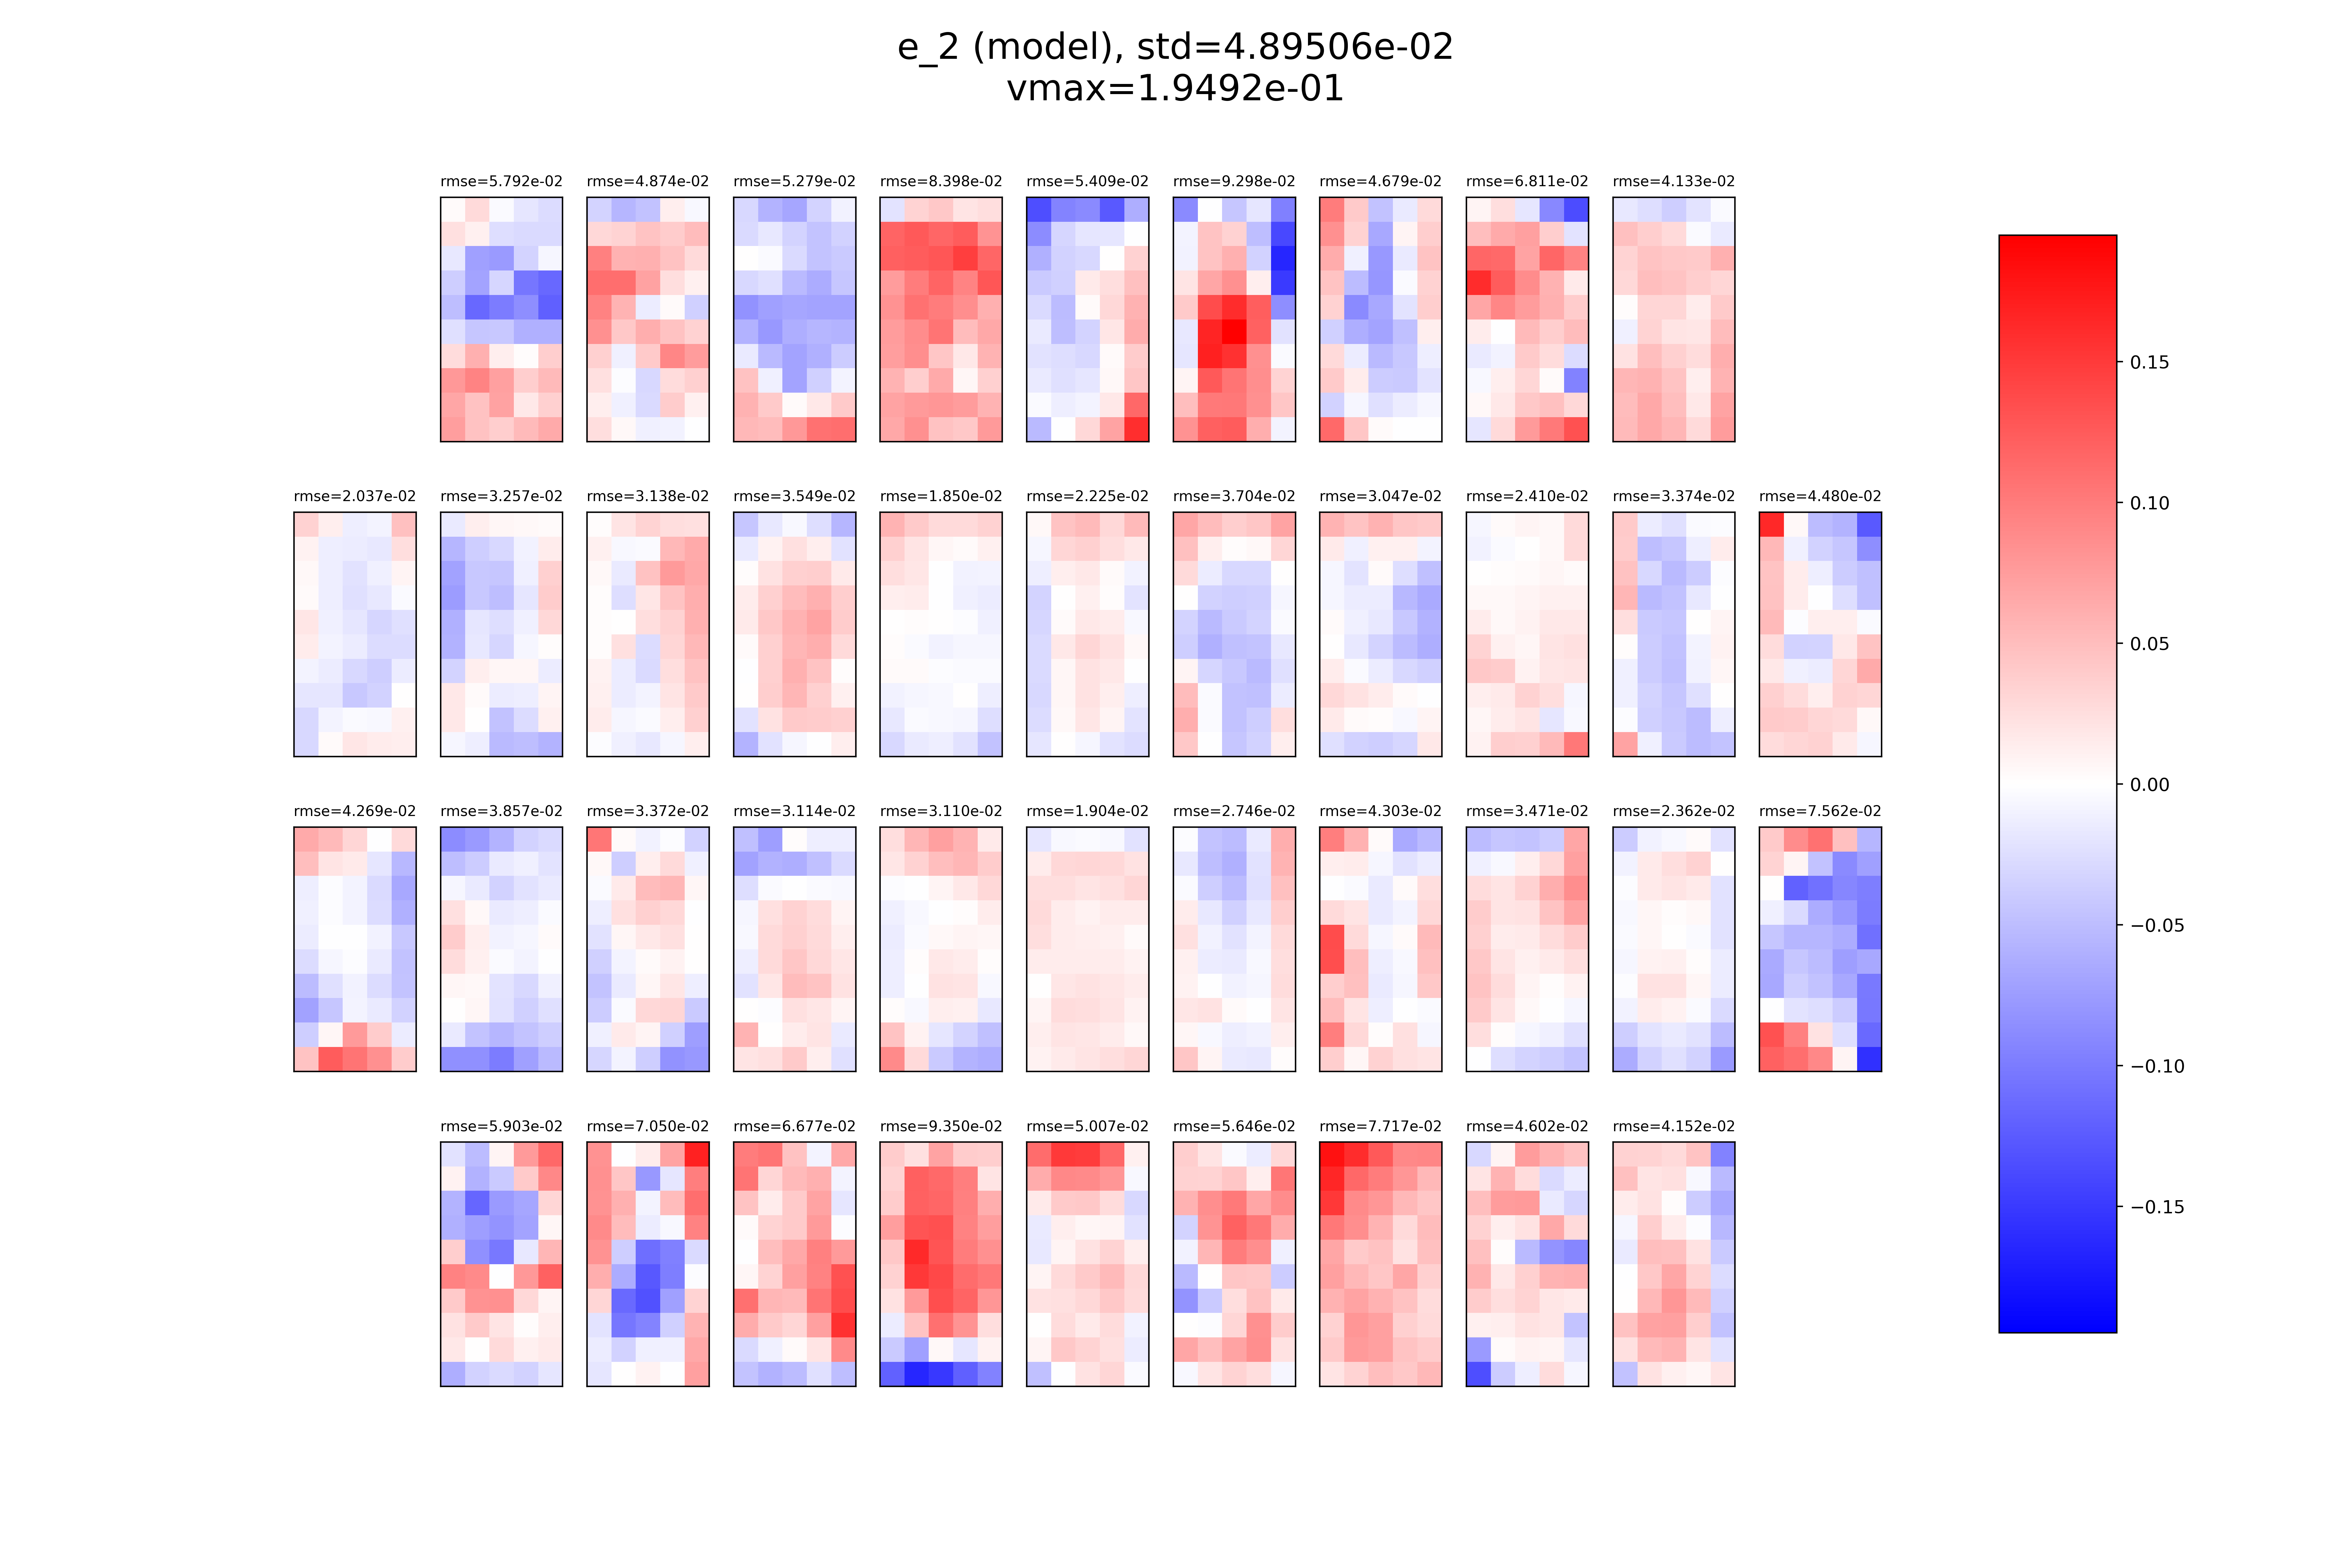 e_2 (model), std=4.89506e-02
vmax=1.9492e-01
rmse=5.792e-02 rmse=4.874e-02 rmse=5.279e-02 rmse=8.398e-02 rmse=5.409e-02 rmse=9.298e-02 rmse=4.679e-02 rmse=6.811e-02 rmse=4.133e-02
rmse=2.037e-02 rmse=3.257e-02 rmse=3.138e-02 rmse=3.549e-02 rmse=1.850e-02 rmse=2.225e-02 rmse=3.704e-02 rmse=3.047e-02 rmse=2.410e-02 rmse=3.374e-02 rmse=4.480e-02
rmse=4.269e-02 rmse=3.857e-02 rmse=3.372e-02 rmse=3.114e-02 rmse=3.110e-02 rmse=1.904e-02 rmse=2.746e-02 rmse=4.303e-02 rmse=3.471e-02 rmse=2.362e-02 rmse=7.562e-02
rmse=5.903e-02 rmse=7.050e-02 rmse=6.677e-02 rmse=9.350e-02 rmse=5.007e-02 rmse=5.646e-02 rmse=7.717e-02 rmse=4.602e-02 rmse=4.152e-02
0.15
0.10
0.05
0.00
−0.05
−0.10
−0.15